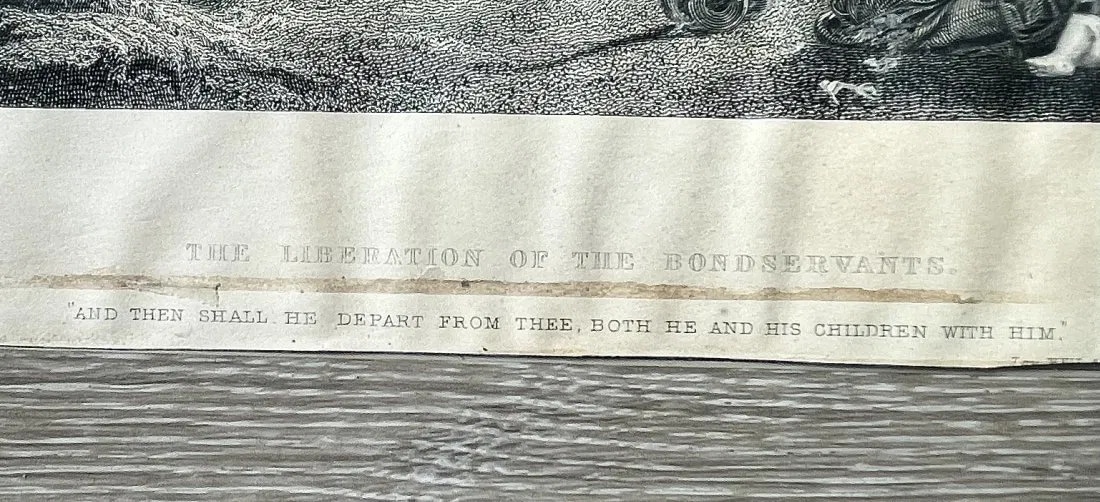 THE LIBERATION OF THE BONDSERVANTS.
"AND THEN SHALL HE DEPART FROM THEE, BOTH HE AND HIS CHILDREN WITH HIM."